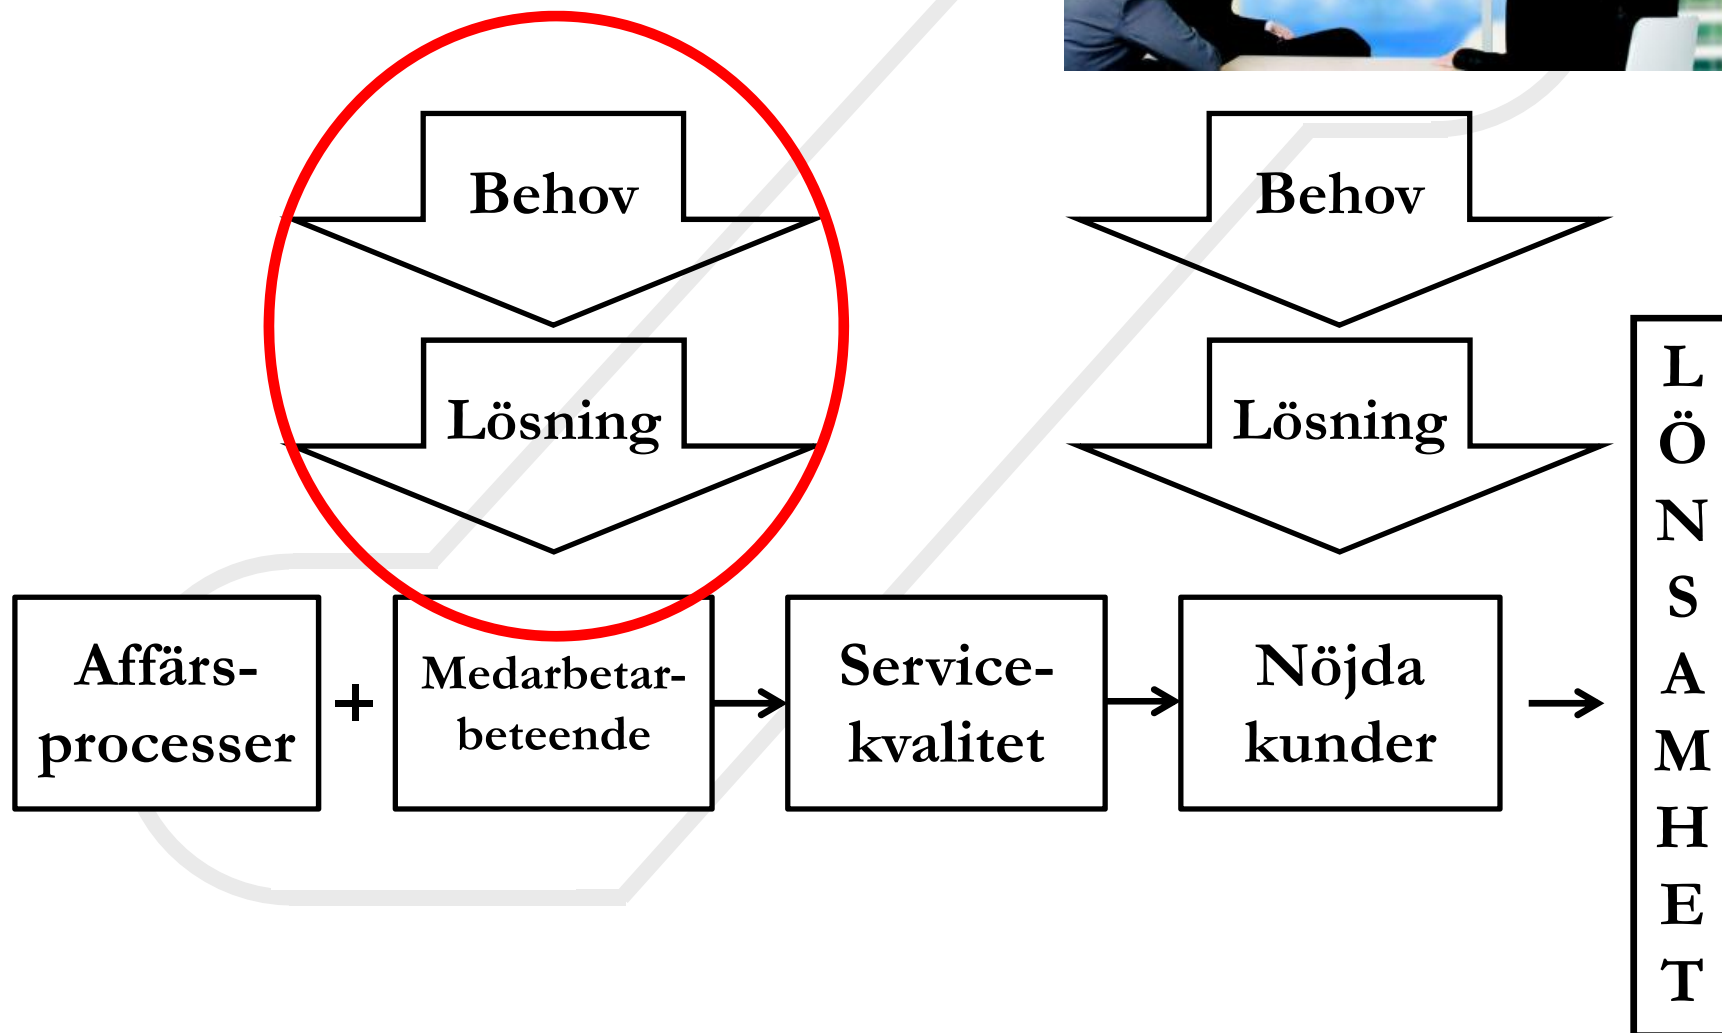 Behov
Behov
Lösning
Lösning
Affärs-
processer
+
Medarbetar-
beteende
Service-
kvalitet
Nöjda
kunder
L
Ö
N
S
A
M
H
E
T